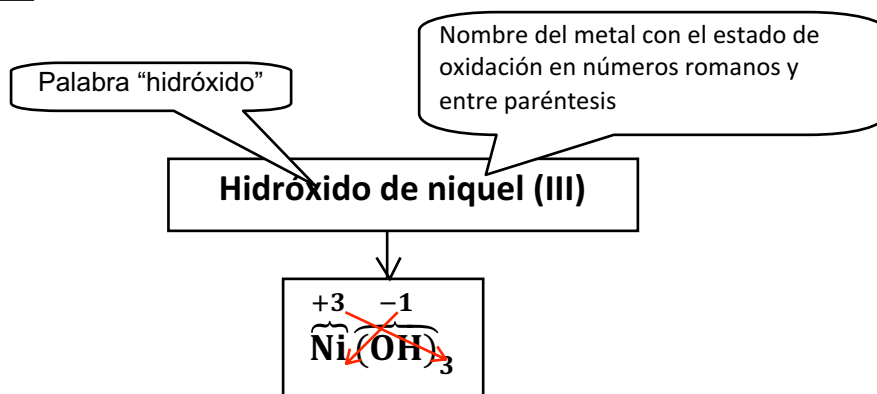 Nombre del metal con el estado de
oxidación en números romanos y
entre paréntesis
Palabra “hidróxido”
Hidróxido de niquel (III)
+3 −1
Ni(OH)₃